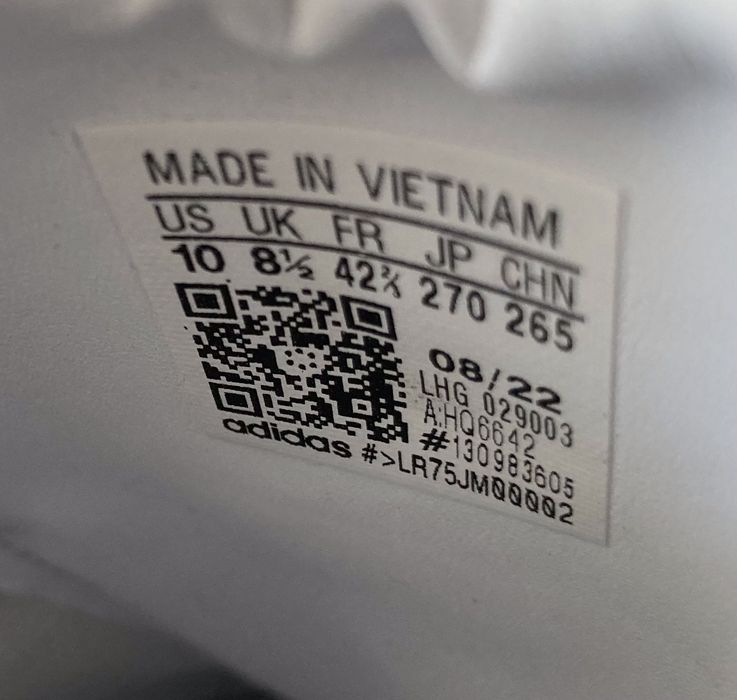 MADE IN VIETNAM
US UK FR JP CHN
10 8½ 42⅔ 270 265
08/22
LHG 029003
A:HQ6642
#130983605
adidas #>LR75JM00002